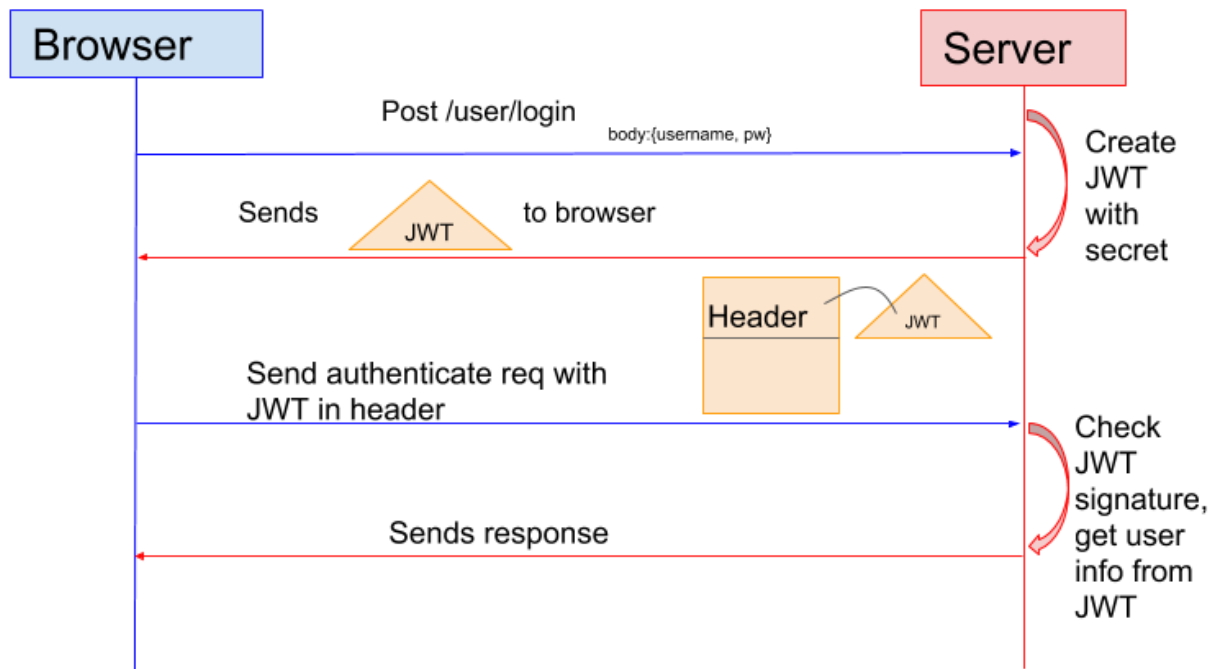 Browser
Server
Post /user/login
body:{username, pw}
Create
JWT
with
secret
Sends
JWT
to browser
Header
JWT
Send authenticate req with
JWT in header
Check
JWT
signature,
get user
info from
JWT
Sends response